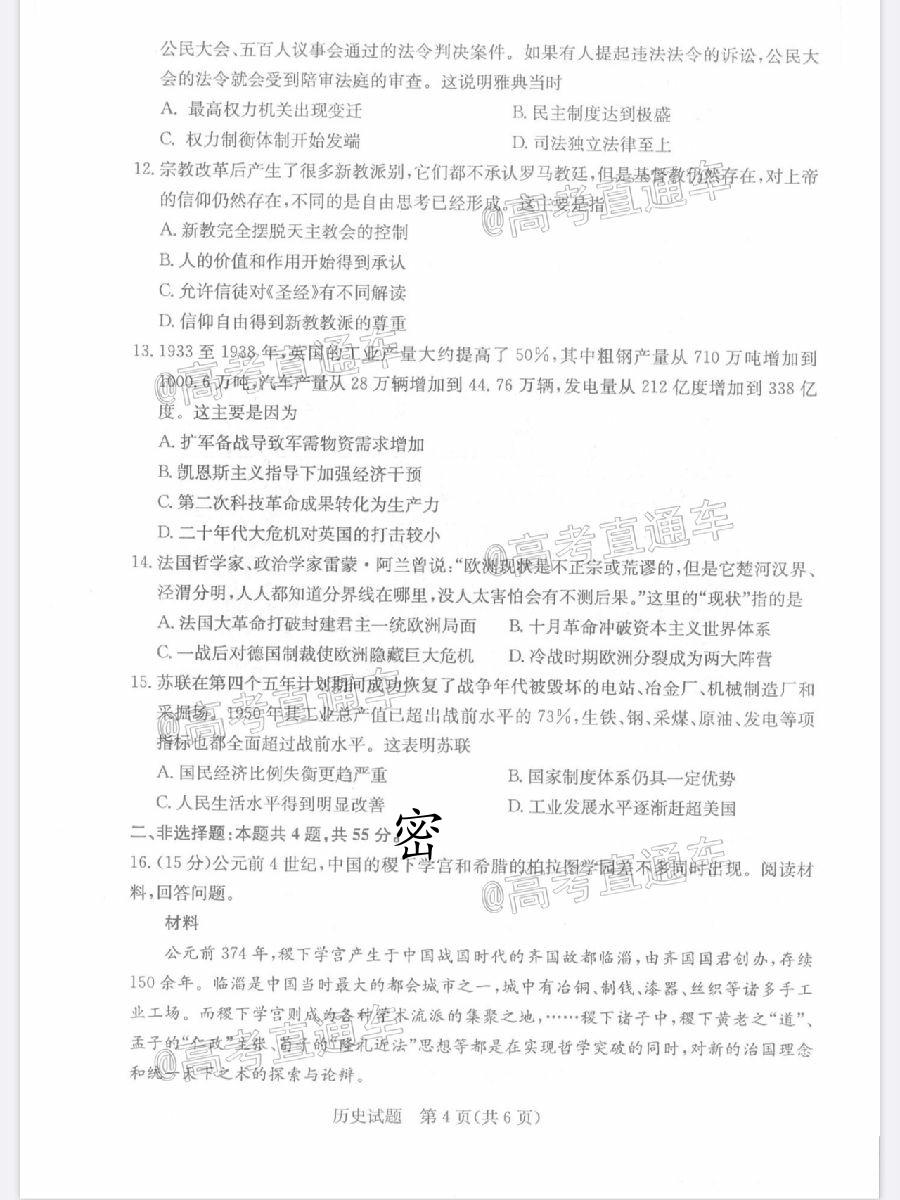 公民大会、五百人议事会通过的法令判决案件。如果有人提起违法法令的诉讼,公民大
会的法令就会受到陪审法庭的审查。这说明雅典当时
A. 最高权力机关出现变迁 B. 民主制度达到极盛
C. 权力制衡体制开始发端 D. 司法独立法律至上
12. 宗教改革后产生了很多新教派别,它们都不承认罗马教廷,但是基督教仍然存在,对上帝
的信仰仍然存在,不同的是自由思考已经形成。这主要是指
@高考直通车
A. 新教完全摆脱天主教会的控制
B. 人的价值和作用开始得到承认
C. 允许信徒对《圣经》有不同解读
D. 信仰自由得到新教教派的尊重
13. 1933 至 1938 年,英国的工业产量大约提高了 50%,其中粗钢产量从 710 万吨增加到
1000.6 万吨,汽车产量从 28 万辆增加到 44.76 万辆,发电量从 212 亿度增加到 338 亿
度。这主要是因为
@高考直通车
A. 扩军备战导致军需物资需求增加
B. 凯恩斯主义指导下加强经济干预
C. 第二次科技革命成果转化为生产力
D. 二十年代大危机对英国的打击较小
@高考直通车
14. 法国哲学家、政治学家雷蒙·阿兰曾说:“欧洲现状是不正宗或荒谬的,但是它楚河汉界、
泾渭分明,人人都知道分界线在哪里,没人太害怕会有不测后果。”这里的“现状”指的是
A. 法国大革命打破封建君主一统欧洲局面 B. 十月革命冲破资本主义世界体系
C. 一战后对德国制裁使欧洲隐藏巨大危机 D. 冷战时期欧洲分裂成为两大阵营
15. 苏联在第四个五年计划期间成功恢复了战争年代被毁坏的电站、冶金厂、机械制造厂和
采掘场。1950 年其工业总产值已超出战前水平的 73%,生铁、钢、采煤、原油、发电等项
指标也都全面超过战前水平。这表明苏联
@高考直通车
A. 国民经济比例失衡更趋严重 B. 国家制度体系仍具一定优势
C. 人民生活水平得到明显改善 D. 工业发展水平逐渐赶超美国
二、非选择题:本题共 4 题,共 55 分。
密
16. (15 分)公元前 4 世纪,中国的稷下学宫和希腊的柏拉图学园差不多同时出现。阅读材
料,回答问题。
@高考直通车
材料
公元前 374 年,稷下学宫产生于中国战国时代的齐国故都临淄,由齐国国君创办,存续
150 余年。临淄是中国当时最大的都会城市之一,城中有冶铜、制钱、漆器、丝织等诸多手工
业工场。而稷下学宫则成为各种学术流派的集聚之地,……稷下诸子中,稷下黄老之“道”、
孟子的“仁政”主张、荀子的“隆礼近法”思想等都是在实现哲学突破的同时,对新的治国理念
和统一天下之术的探索与论辩。
@高考直通车
历史试题 第 4 页(共 6 页)